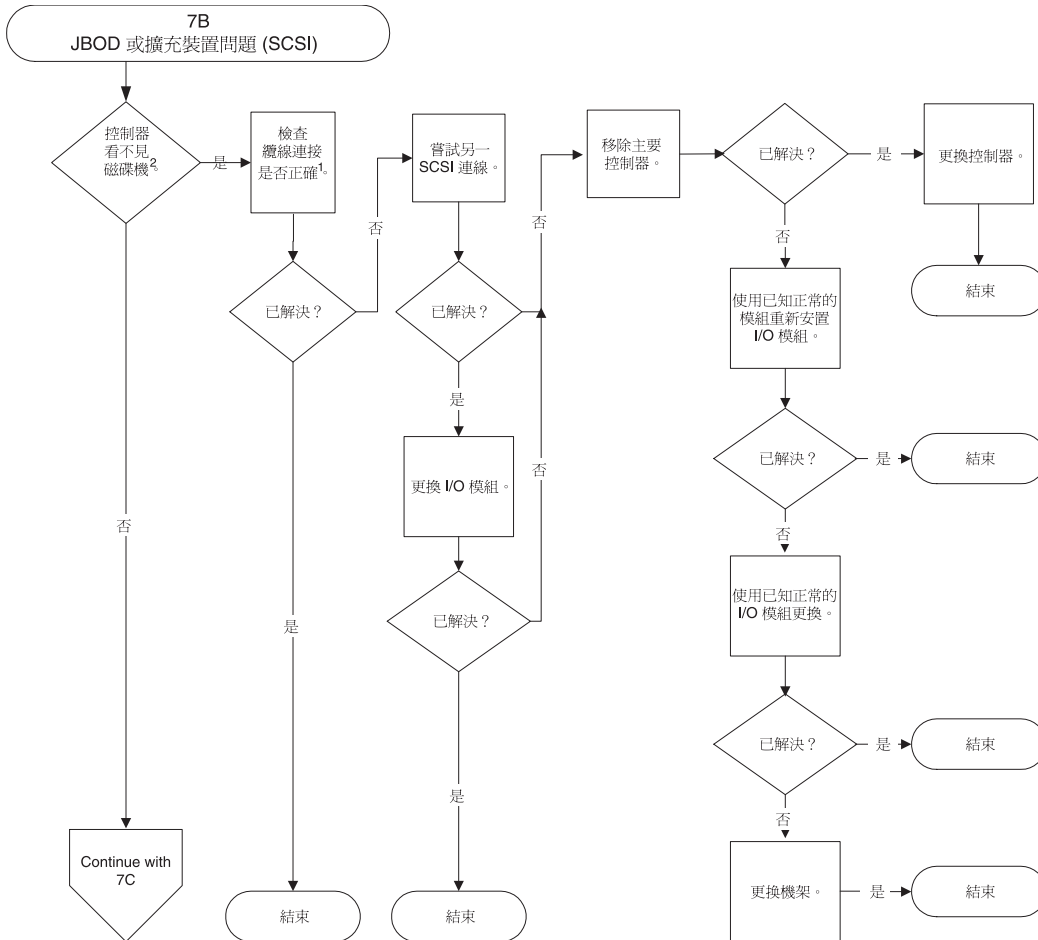 7B
JBOD 或擴充裝置問題 (SCSI)
控制器
看不見
磁碟機²。
是
檢查
纜線連接
是否正確¹。
否
已解決？
是
結束
否
Continue with
7C
嘗試另一
SCSI 連線。
已解決？
否
是
更換 I/O 模組。
否
已解決？
是
結束
移除主要
控制器。
已解決？
是
更換控制器。
結束
否
使用已知正常的
模組重新安置
I/O 模組。
已解決？
是
結束
否
使用已知正常的
I/O 模組更換。
已解決？
是
結束
否
更換機架。
是
結束